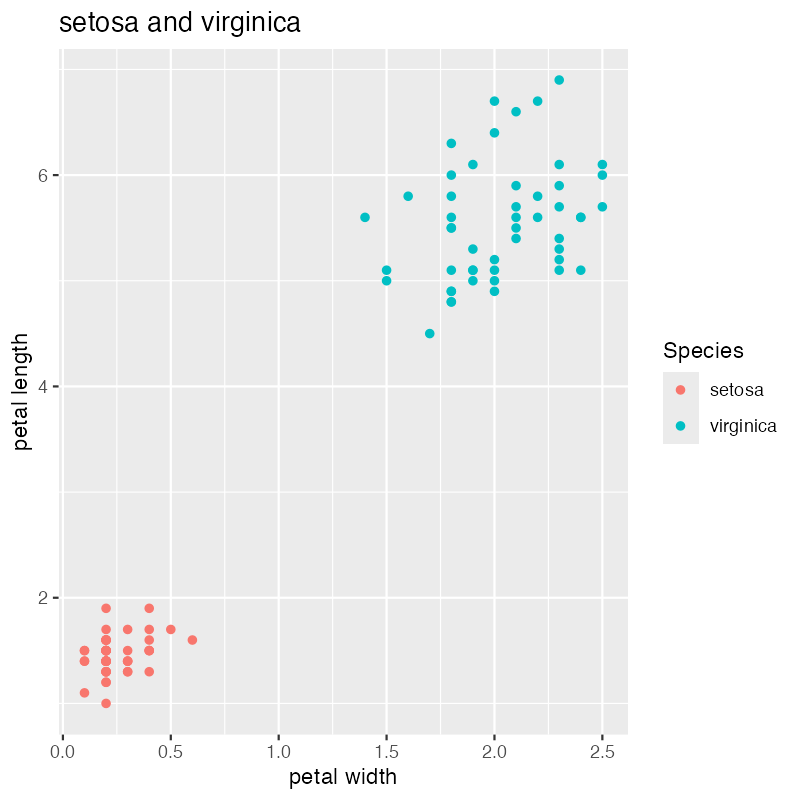 setosa and virginica
petal length
6
4
2
0.0 0.5 1.0 1.5 2.0 2.5
petal width
Species
setosa
virginica